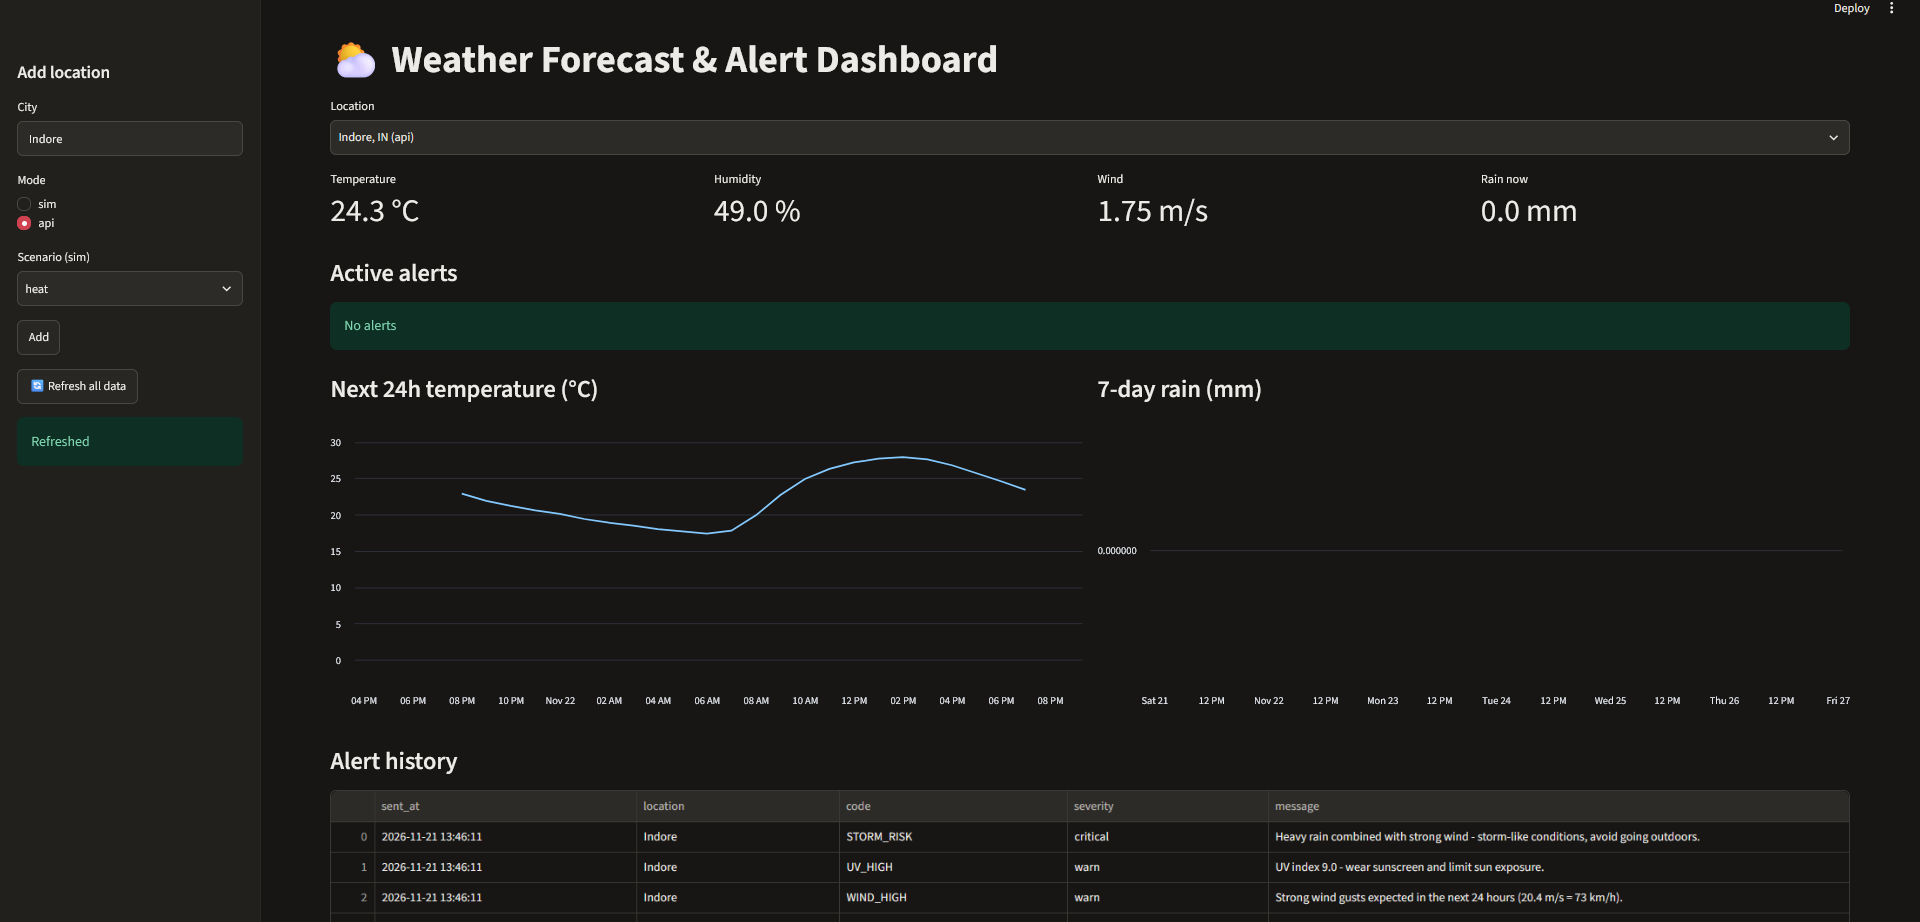 Deploy
Add location
City
Indore
Mode
sim
api
Scenario (sim)
heat
Add
Refresh all data
Refreshed
Weather Forecast & Alert Dashboard
Location
Indore, IN (api)
Temperature Humidity Wind Rain now
24.3 °C 49.0 % 1.75 m/s 0.0 mm
Active alerts
No alerts
Next 24h temperature (°C)
30
25
20
15
10
5
0
04 PM 06 PM 08 PM 10 PM Nov 22 02 AM 04 AM 06 AM 08 AM 10 AM 12 PM 02 PM 04 PM 06 PM 08 PM
7-day rain (mm)
0.000000
Sat 21 12 PM Nov 22 12 PM Mon 23 12 PM Tue 24 12 PM Wed 25 12 PM Thu 26 12 PM Fri 27
Alert history
sent_at location code severity message
0 2026-11-21 13:46:11 Indore STORM_RISK critical Heavy rain combined with strong wind - storm-like conditions, avoid going outdoors.
1 2026-11-21 13:46:11 Indore UV_HIGH warn UV index 9.0 - wear sunscreen and limit sun exposure.
2 2026-11-21 13:46:11 Indore WIND_HIGH warn Strong wind gusts expected in the next 24 hours (20.4 m/s = 73 km/h).